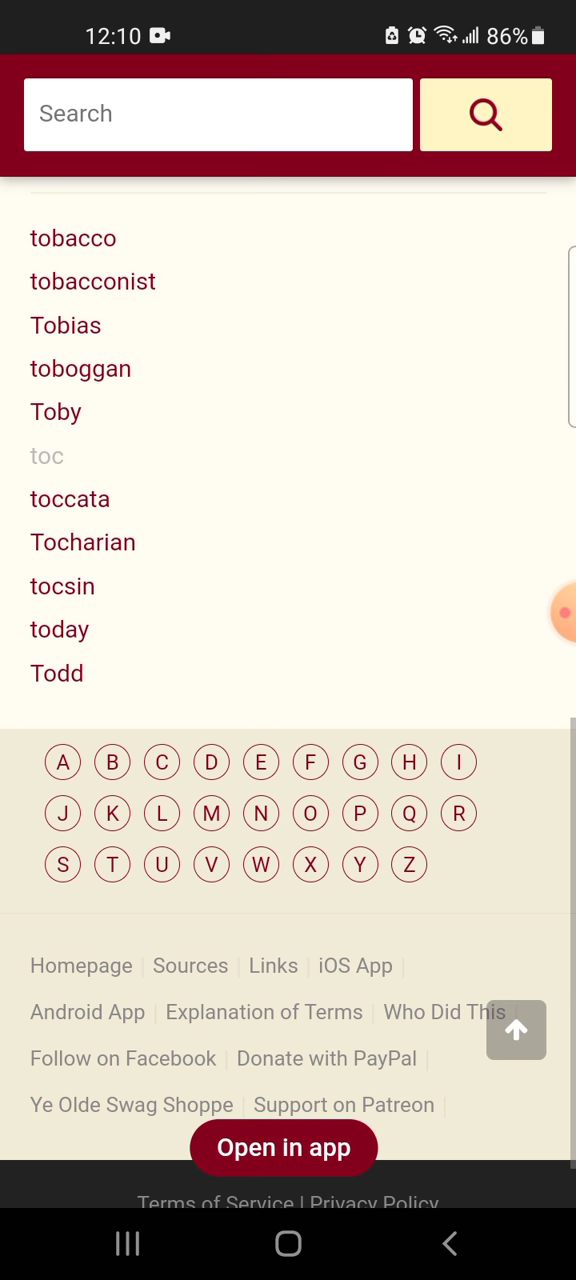 12:10
86%
Search
tobacco
tobacconist
Tobias
toboggan
Toby
toc
toccata
Tocharian
tocsin
today
Todd
A B C D E F G H I
J K L M N O P Q R
S T U V W X Y Z
Homepage Sources Links iOS App
Android App Explanation of Terms Who Did This
Follow on Facebook Donate with PayPal
Ye Olde Swag Shoppe Support on Patreon
Open in app
Terms of Service | Privacy Policy